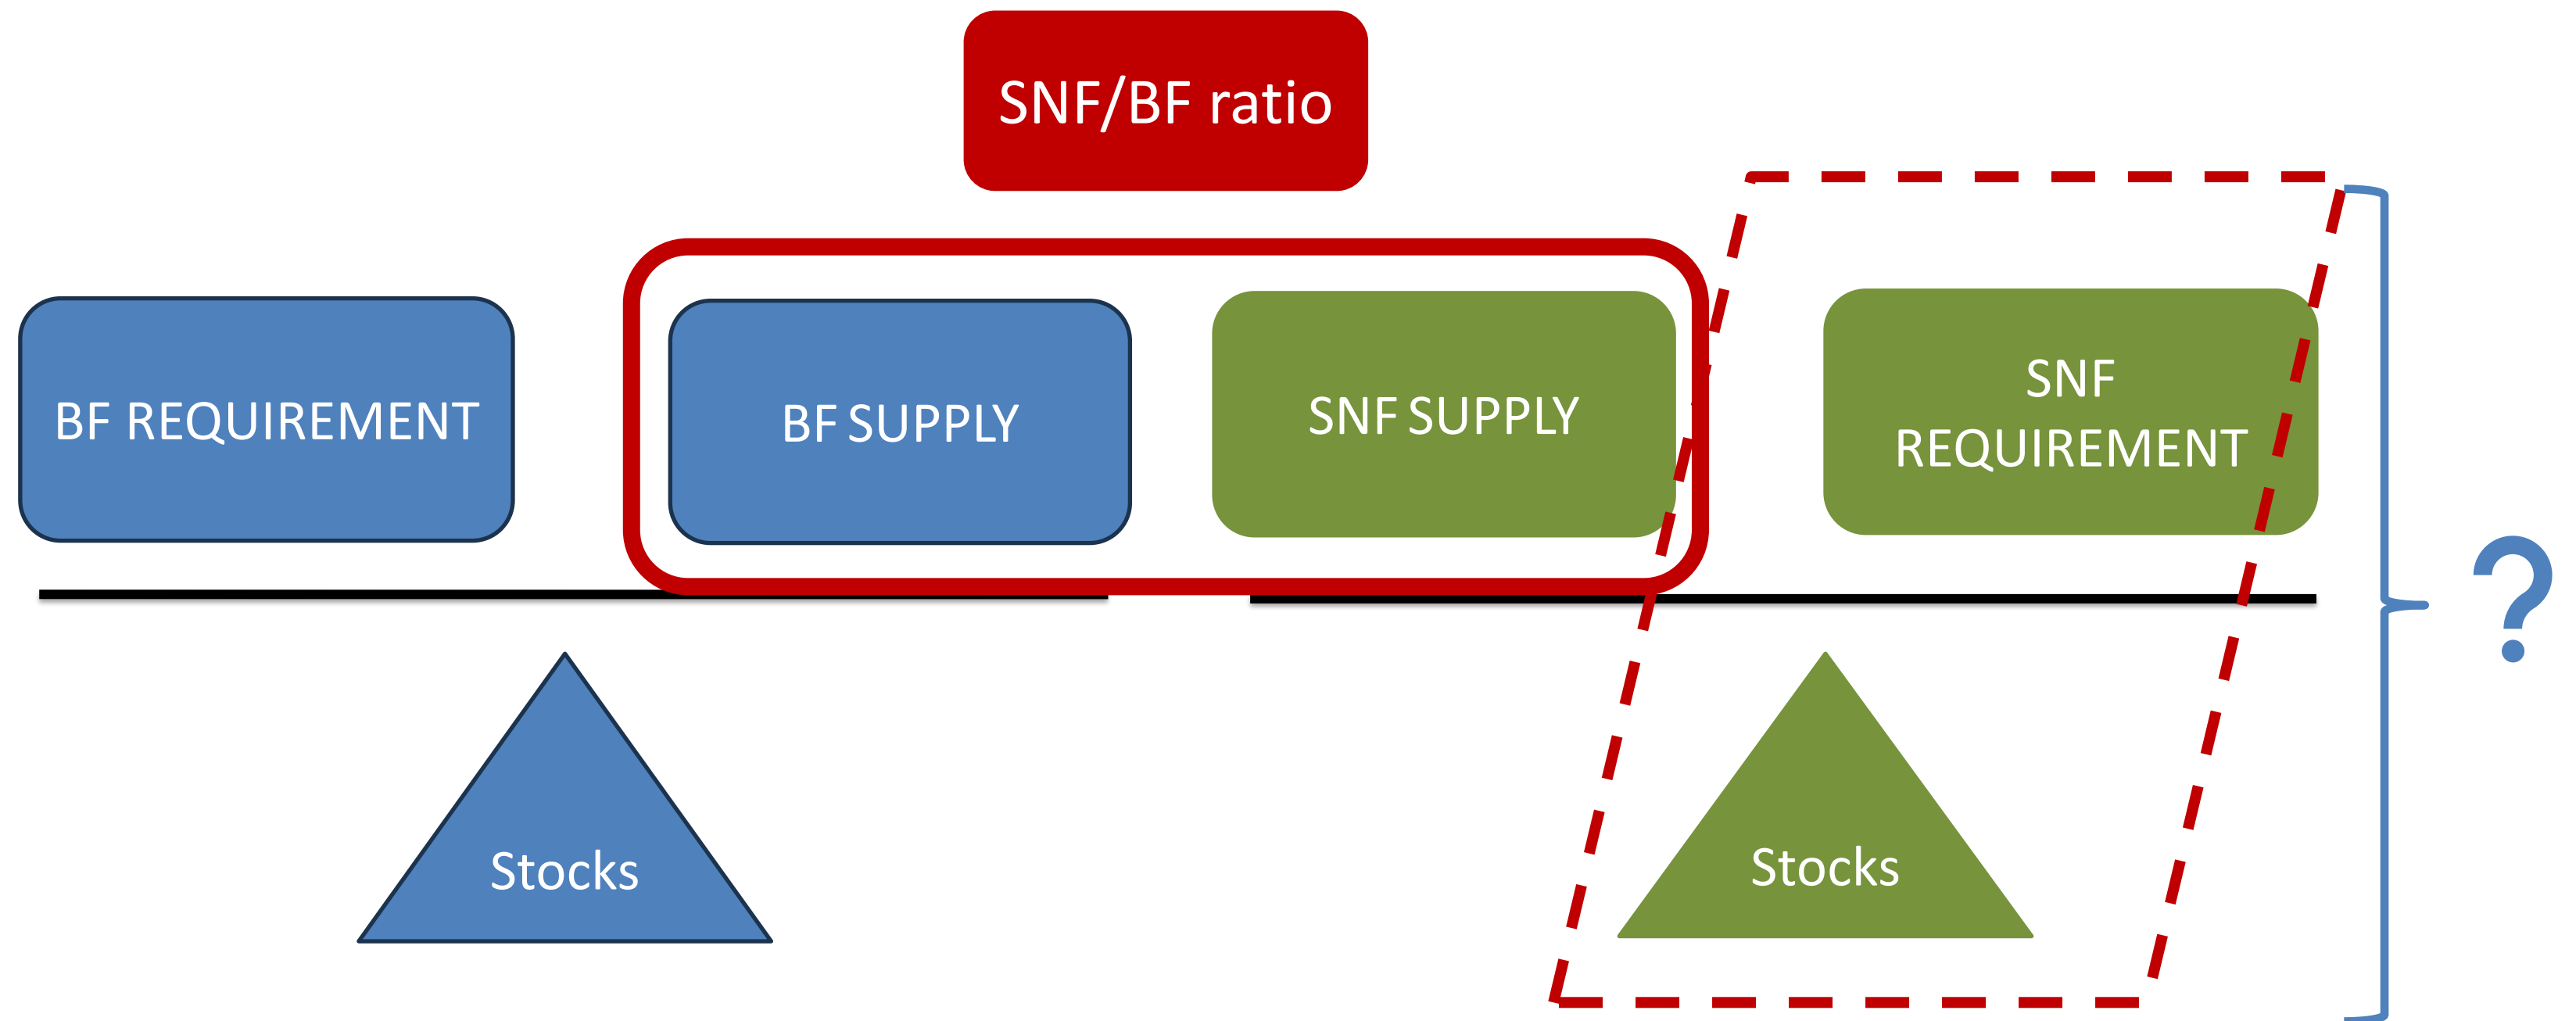 SNF/BF ratio
BF REQUIREMENT
BF SUPPLY
SNF SUPPLY
SNF
REQUIREMENT
?
Stocks
Stocks